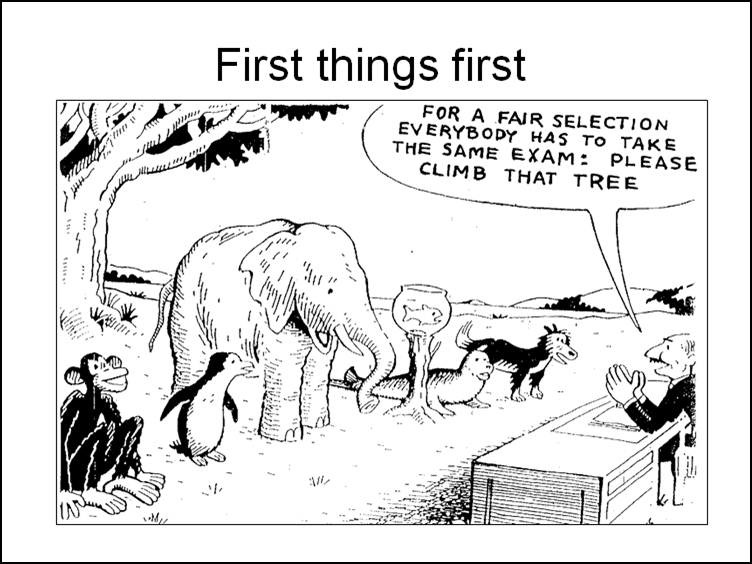 First things first
FOR A FAIR SELECTION
EVERYBODY HAS TO TAKE
THE SAME EXAM: PLEASE
CLIMB THAT TREE